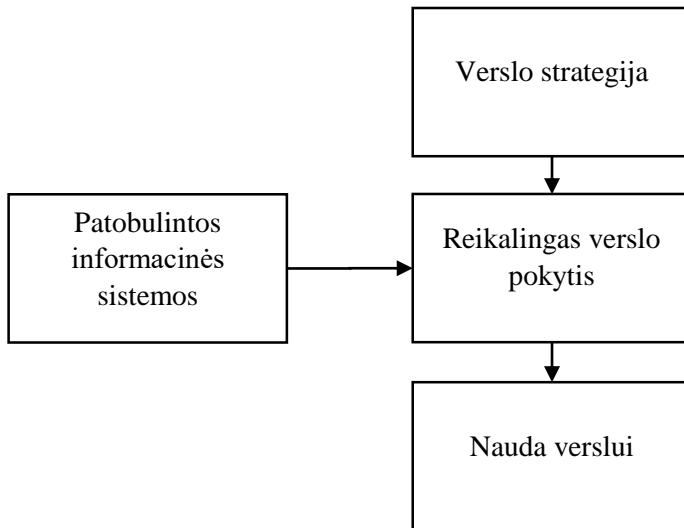 Verslo strategija
Patobulintos
informacinės
sistemos
Reikalingas verslo
pokytis
Nauda verslui